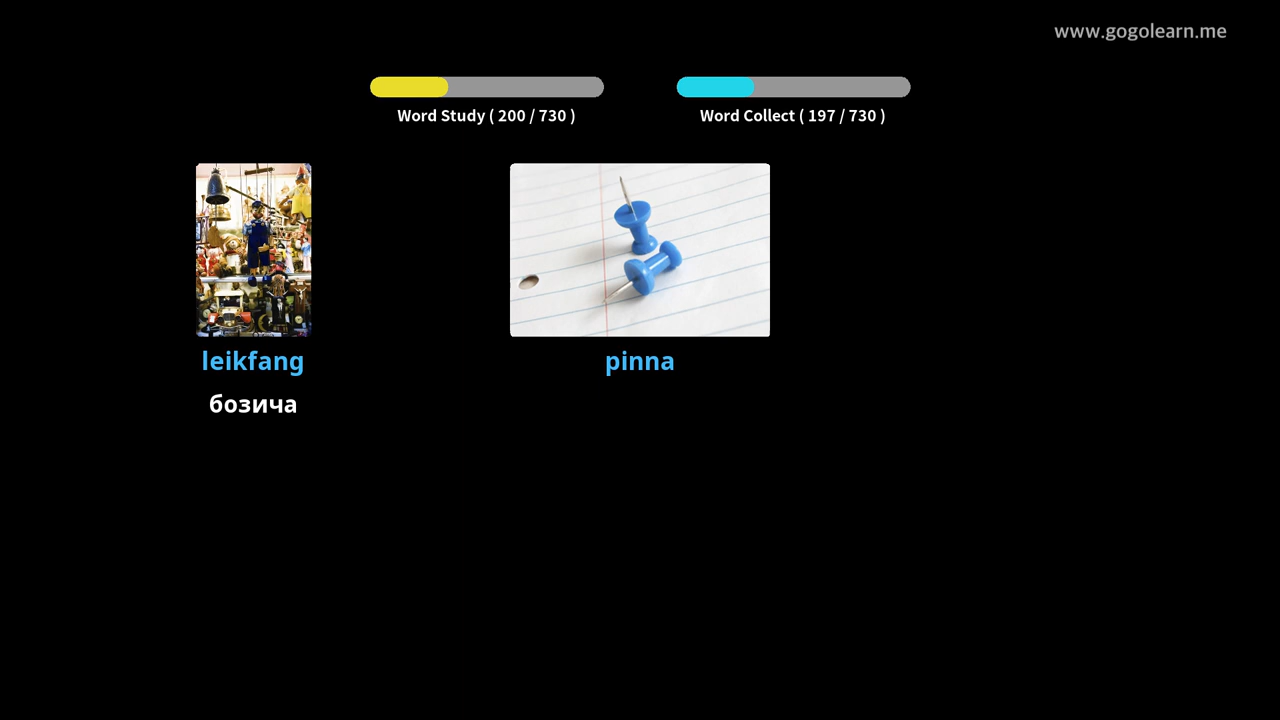 www.gogolearn.me
Word Study ( 200 / 730 )
Word Collect ( 197 / 730 )
leikfang
pinna
бозича